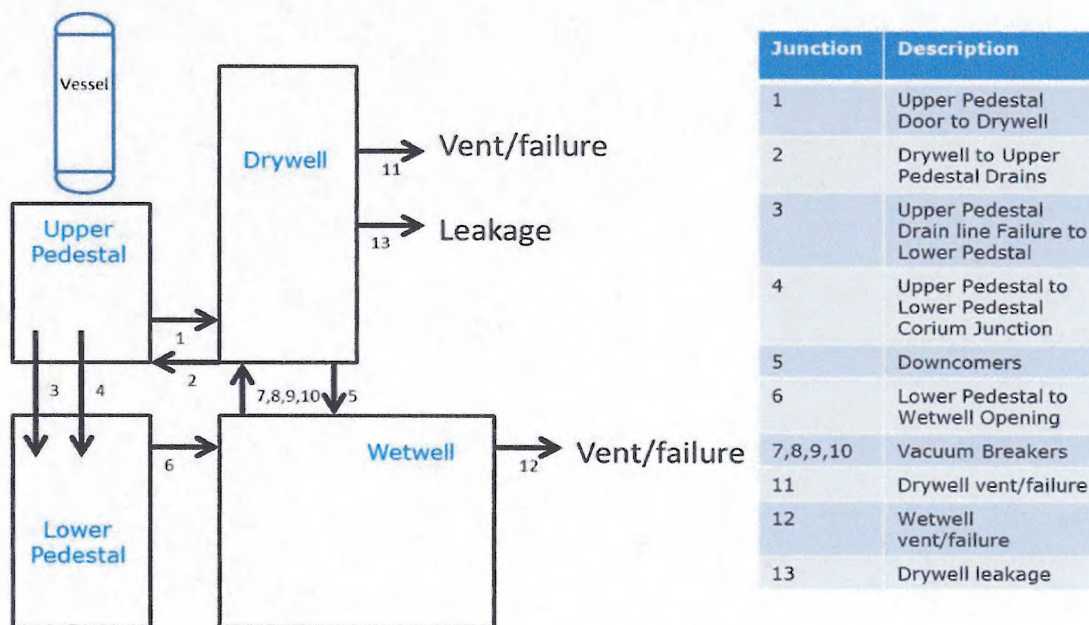 Vessel
Upper
Pedestal
Drywell
Vent/failure
11
Leakage
13
1
2
3
4
7,8,9,10
5
Lower
Pedestal
6
Wetwell
Vent/failure
12
Junction Description
1 Upper Pedestal
Door to Drywell
2 Drywell to Upper
Pedestal Drains
3 Upper Pedestal
Drain line Failure to
Lower Pedstal
4 Upper Pedestal to
Lower Pedestal
Corium Junction
5 Downcomers
6 Lower Pedestal to
Wetwell Opening
7,8,9,10 Vacuum Breakers
11 Drywell vent/failure
12 Wetwell
vent/failure
13 Drywell leakage